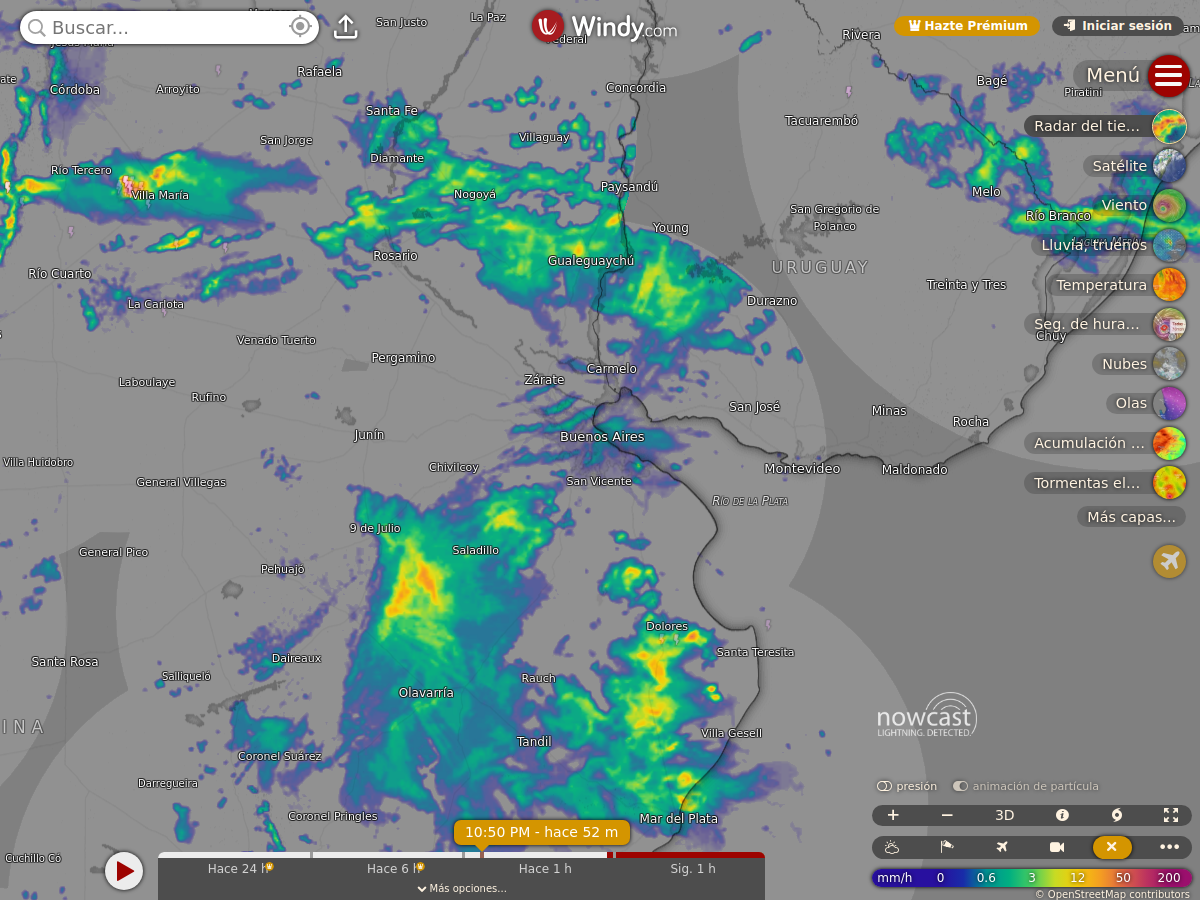 Buscar...
Windy.com
Hazte Prémium
Iniciar sesión
Menú
Radar del tie...
Satélite
Viento
Lluvia, truenos
Temperatura
Seg. de hura...
Nubes
Olas
Acumulación ...
Tormentas el...
Más capas...
San Justo
La Paz
Federal
Rivera
Rafaela
Córdoba
Arroyito
Concordia
Bagé
Piratini
Santa Fe
Tacuarembó
San Jorge
Villaguay
Diamante
Río Tercero
Villa María
Nogoyá
Paysandú
Melo
San Gregorio de
Polanco
Río Branco
Young
Rosario
Gualeguaychú
URUGUAY
Río Cuarto
La Carlota
Durazno
Treinta y Tres
Venado Tuerto
Chuy
Pergamino
Carmelo
Laboulaye
Zárate
Rufino
San José
Minas
Rocha
Junín
Buenos Aires
Villa Huidobro
Chivilcoy
Montevideo
Maldonado
General Villegas
San Vicente
Río de la Plata
9 de Julio
General Pico
Saladillo
Pehuajó
Dolores
Santa Rosa
Daireaux
Santa Teresita
Salliqueló
Rauch
Olavarría
INA
Villa Gesell
Tandil
Coronel Suárez
Darregueira
Coronel Pringles
Mar del Plata
Cuchillo Có
nowcast
LIGHTNING. DETECTED.
presión
animación de partícula
+ − 3D
10:50 PM - hace 52 m
Hace 24 h
Hace 6 h
Hace 1 h
Sig. 1 h
Más opciones...
mm/h 0 0.6 3 12 50 200
© OpenStreetMap contributors